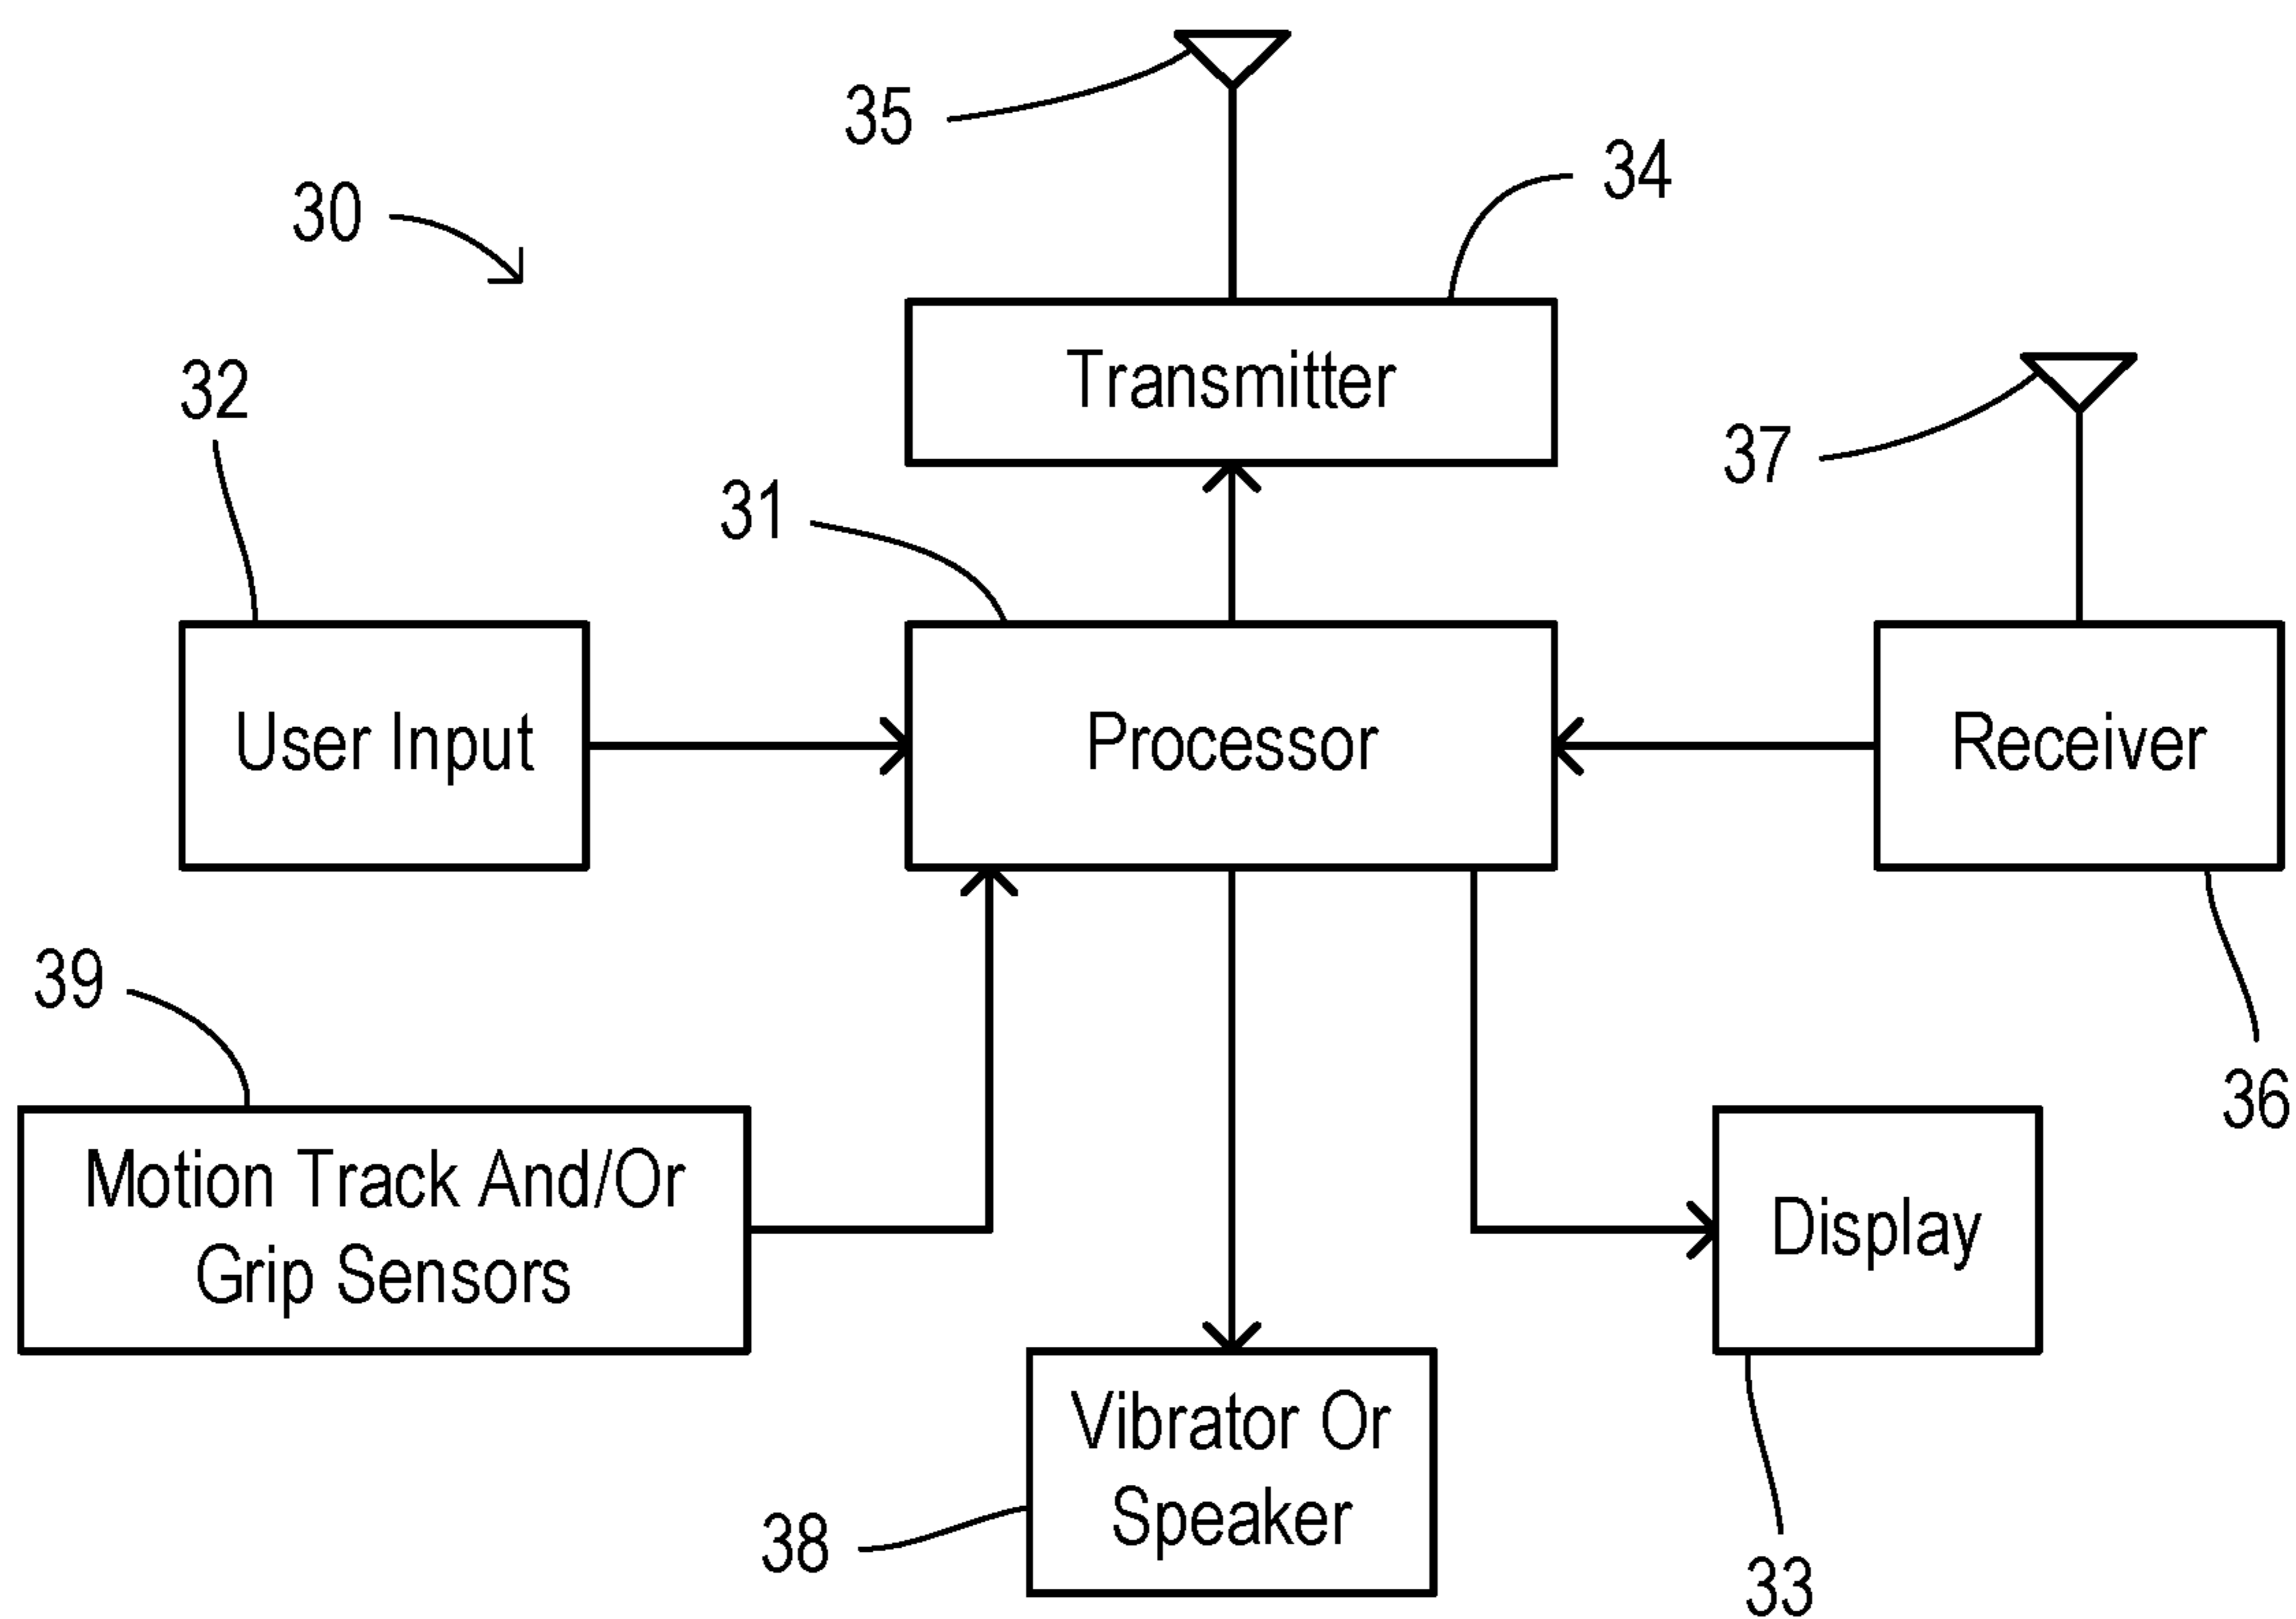 35
34
30
Transmitter
32
37
31
User Input
Processor
Receiver
39
36
Motion Track And/Or
Grip Sensors
Display
Vibrator Or
Speaker
38
33